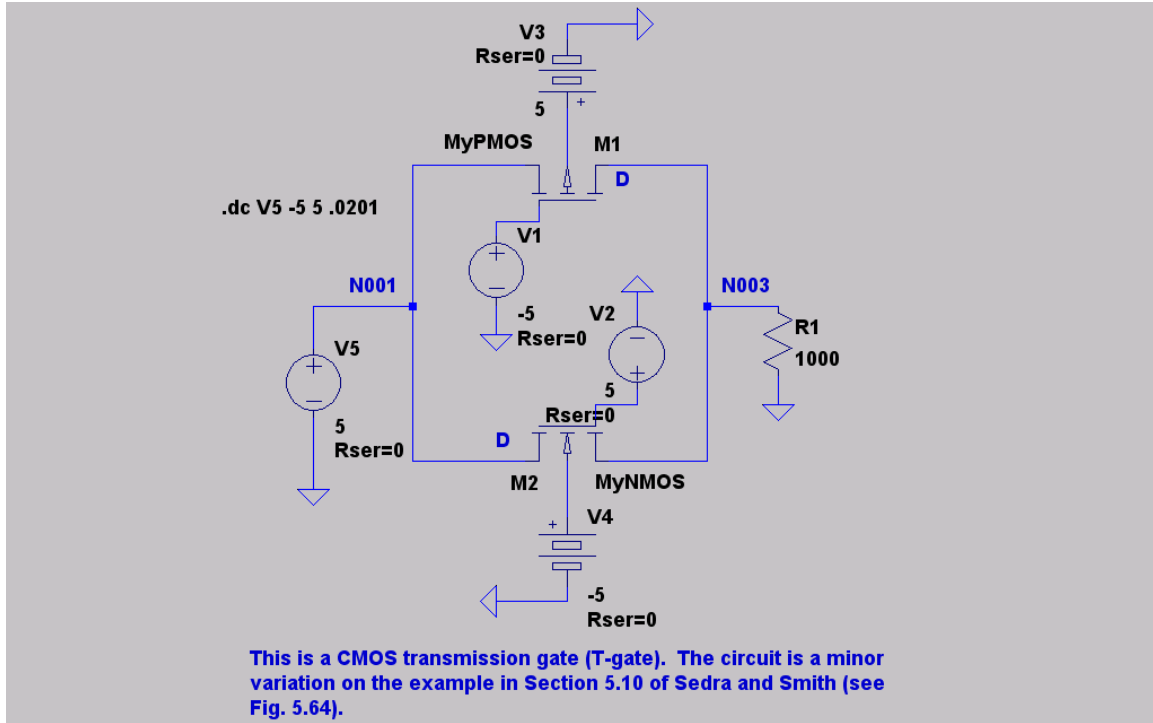 V3
Rser=0
5
+
MyPMOS
M1
D
.dc V5 -5 5 .0201
V1
+
N001
N003
V2
-5
Rser=0
R1
1000
V5
+
5
Rser=0
+
5
Rser=0
D
M2
MyNMOS
V4
+
-5
Rser=0
This is a CMOS transmission gate (T-gate). The circuit is a minor
variation on the example in Section 5.10 of Sedra and Smith (see
Fig. 5.64).